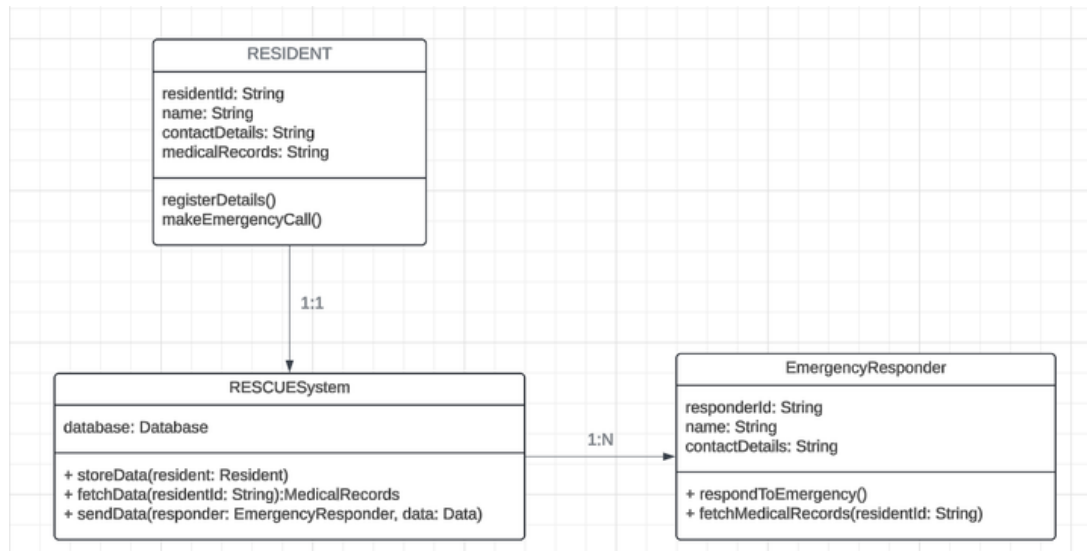 RESIDENT
residentId: String
name: String
contactDetails: String
medicalRecords: String
registerDetails()
makeEmergencyCall()
1:1
RESCUESystem
database: Database
+ storeData(resident: Resident)
+ fetchData(residentId: String):MedicalRecords
+ sendData(responder: EmergencyResponder, data: Data)
1:N
EmergencyResponder
responderId: String
name: String
contactDetails: String
+ respondToEmergency()
+ fetchMedicalRecords(residentId: String)